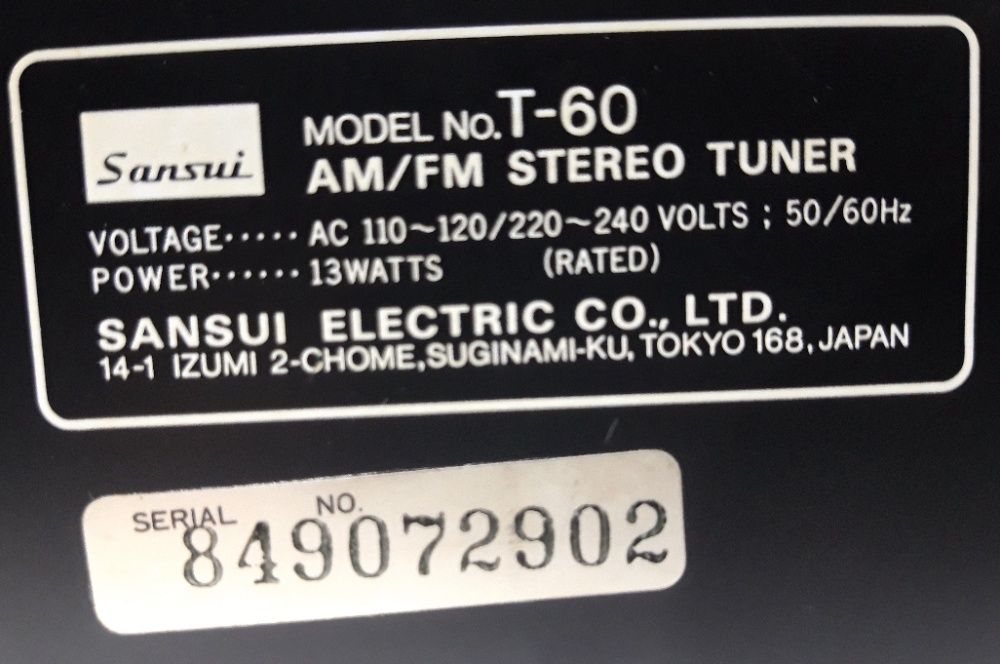 Sansui
MODEL No. T-60
AM/FM STEREO TUNER
VOLTAGE····· AC 110~120/220~240 VOLTS ; 50/60Hz
POWER······ 13WATTS (RATED)
SANSUI ELECTRIC CO., LTD.
14-1 IZUMI 2-CHOME, SUGINAMI-KU, TOKYO 168, JAPAN
SERIAL NO.
849072902